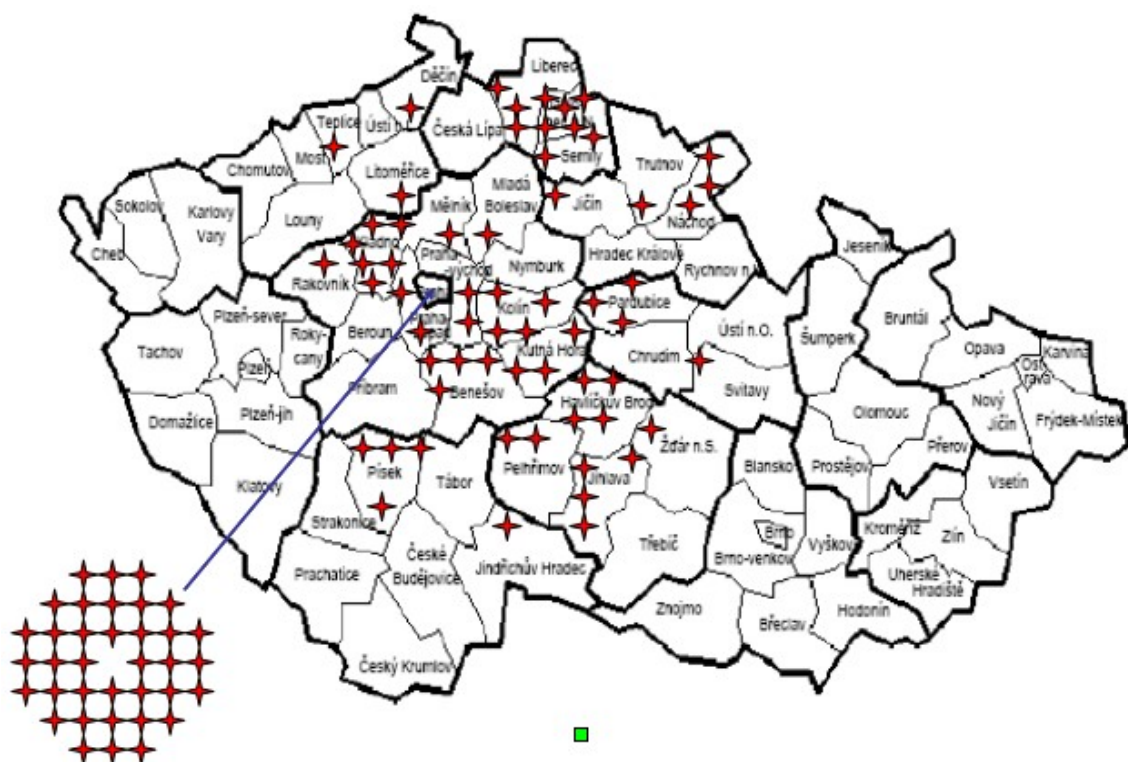 Liberec
Děčín
Teplice
Ústí n.
Česká Lípa
Most
Semily
Trutnov
Chomutov
Litoměřice
Mladá
Boleslav
Sokolov
Karlovy
Vary
Louny
Mělník
Jičín
Náchod
Cheb
Praha
-východ
Nymburk
Hradec Králové
Rychnov n.
Jeseník
Rakovník
Kolín
Pardubice
Plzeň-sever
Roky-
cany
Beroun
Praha-
Ústí n.O.
Šumperk
Bruntál
Tachov
Kutná Hora
Chrudim
Opava
Karviná
Ost
rava
Plzeň
Příbram
Benešov
Svitavy
Havlíčkův Brod
Domažlice
Plzeň-jih
Olomouc
Nový
Jičín
Frýdek-Místek
Pelhřimov
Žďár n.S.
Přerov
Písek
Tábor
Jihlava
Blansko
Prostějov
Vsetín
Klatovy
Strakonice
Kroměříž
Zlín
Brno
Třebíč
Brno-venkov
Vyškov
České
Budějovice
Jindřichův Hradec
Prachatice
Uherské
Hradiště
Znojmo
Hodonín
Břeclav
Český Krumlov